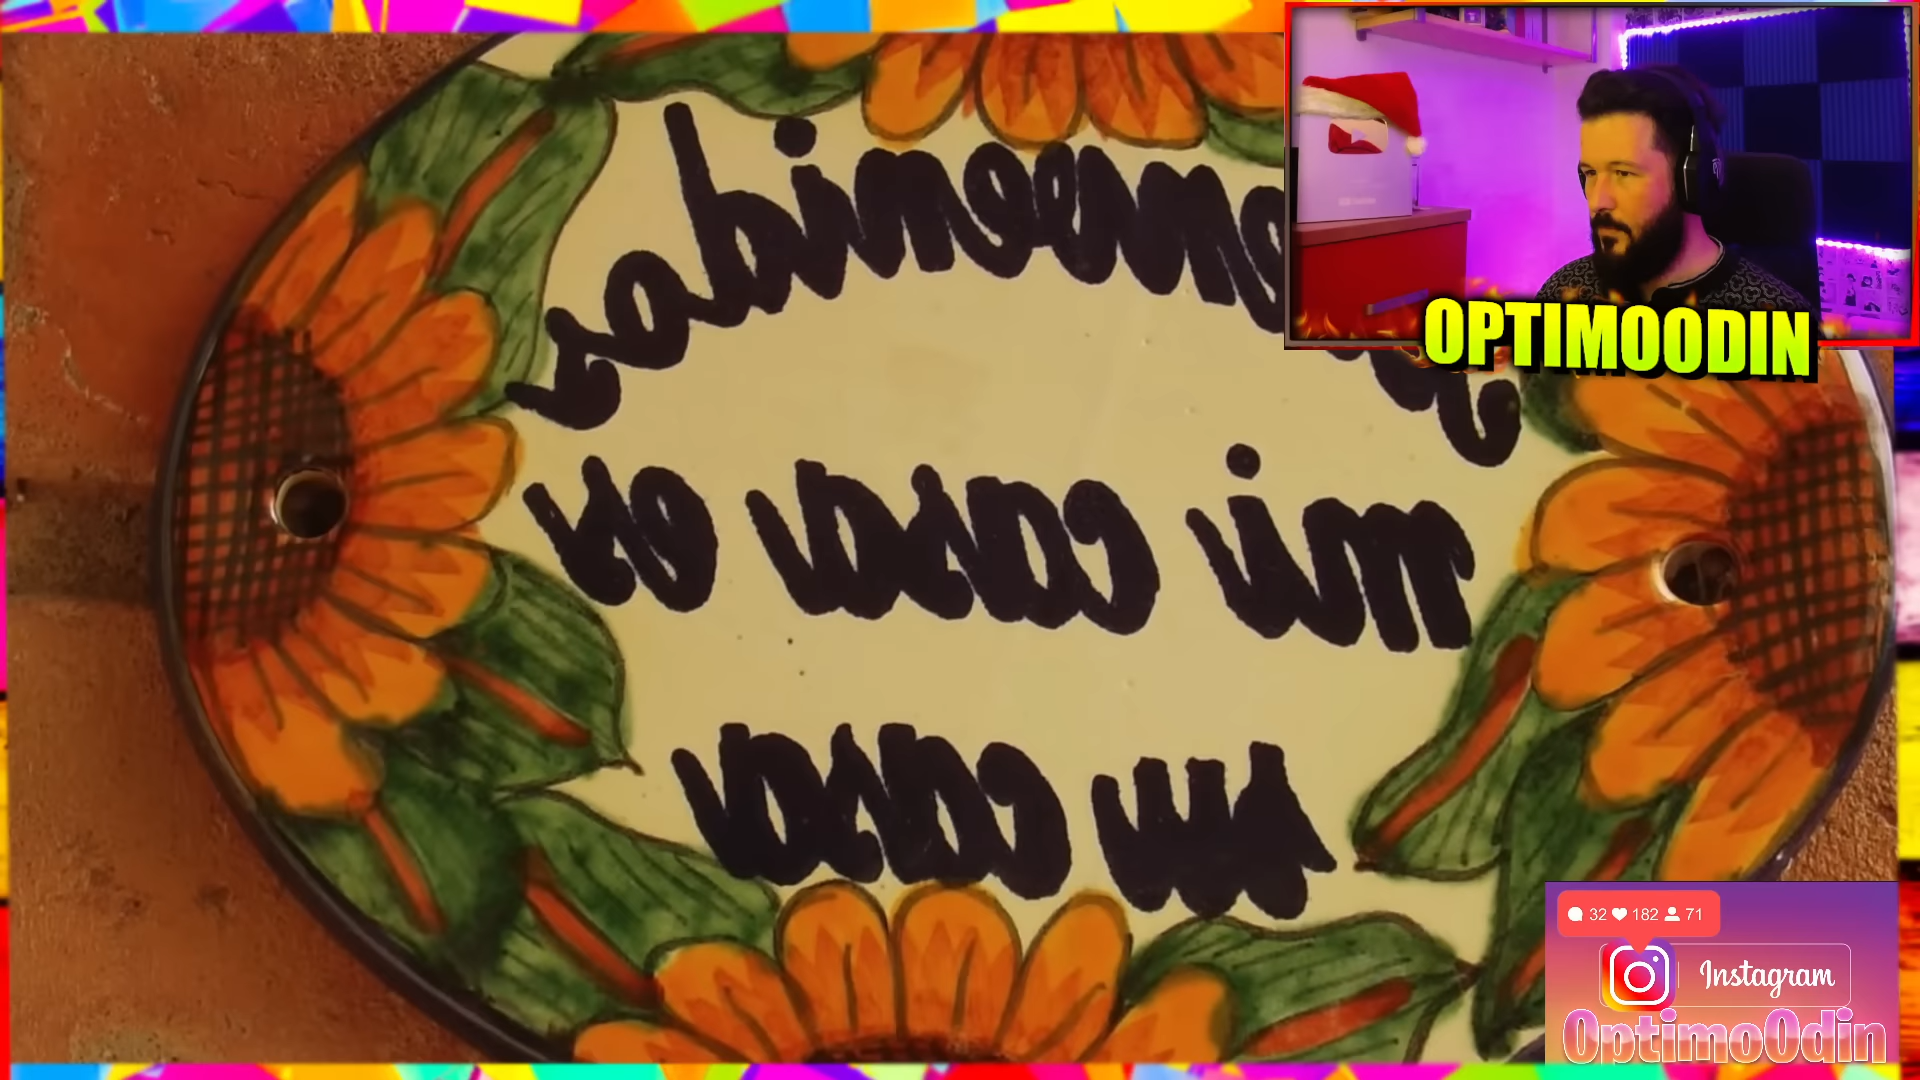 mi casa es
su casa
OPTIMOODIN
32 182 71
Instagram
OptimoOdin